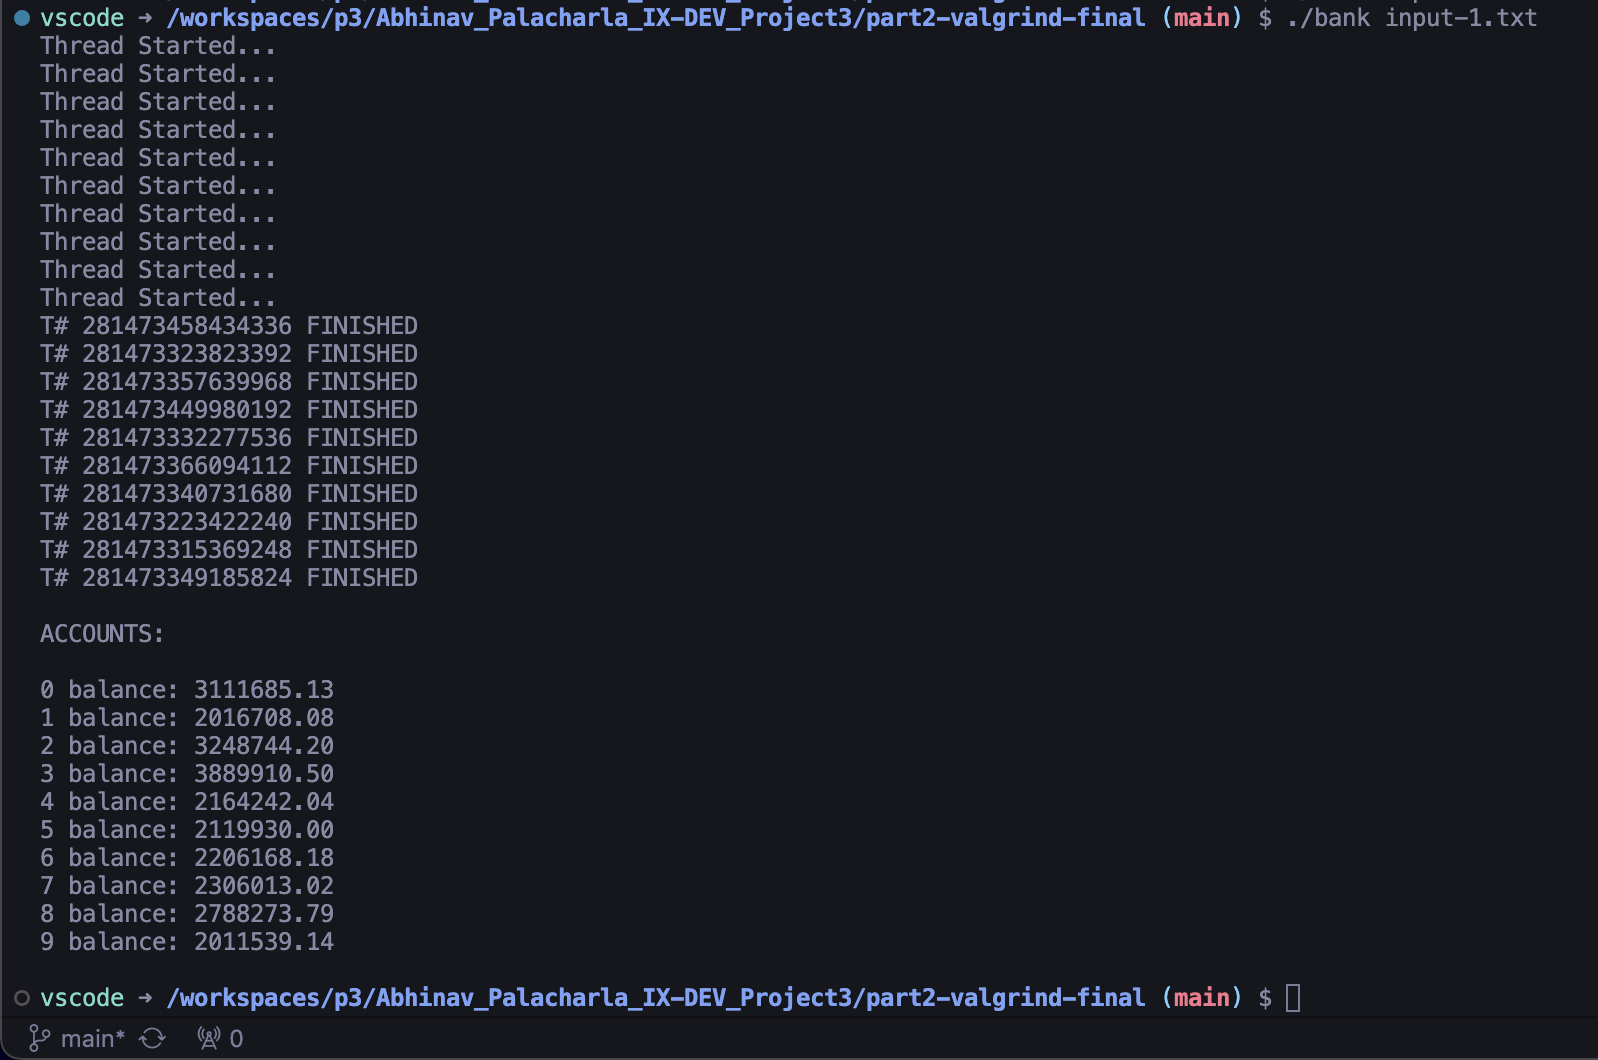 vscode → /workspaces/p3/Abhinav_Palacharla_IX-DEV_Project3/part2-valgrind-final (main) $ ./bank input-1.txt
Thread Started...
Thread Started...
Thread Started...
Thread Started...
Thread Started...
Thread Started...
Thread Started...
Thread Started...
Thread Started...
Thread Started...
T# 281473458434336 FINISHED
T# 281473323823392 FINISHED
T# 281473357639968 FINISHED
T# 281473449980192 FINISHED
T# 281473332277536 FINISHED
T# 281473366094112 FINISHED
T# 281473340731680 FINISHED
T# 281473223422240 FINISHED
T# 281473315369248 FINISHED
T# 281473349185824 FINISHED
ACCOUNTS:
0 balance: 3111685.13
1 balance: 2016708.08
2 balance: 3248744.20
3 balance: 3889910.50
4 balance: 2164242.04
5 balance: 2119930.00
6 balance: 2206168.18
7 balance: 2306013.02
8 balance: 2788273.79
9 balance: 2011539.14
vscode → /workspaces/p3/Abhinav_Palacharla_IX-DEV_Project3/part2-valgrind-final (main) $
main* 0